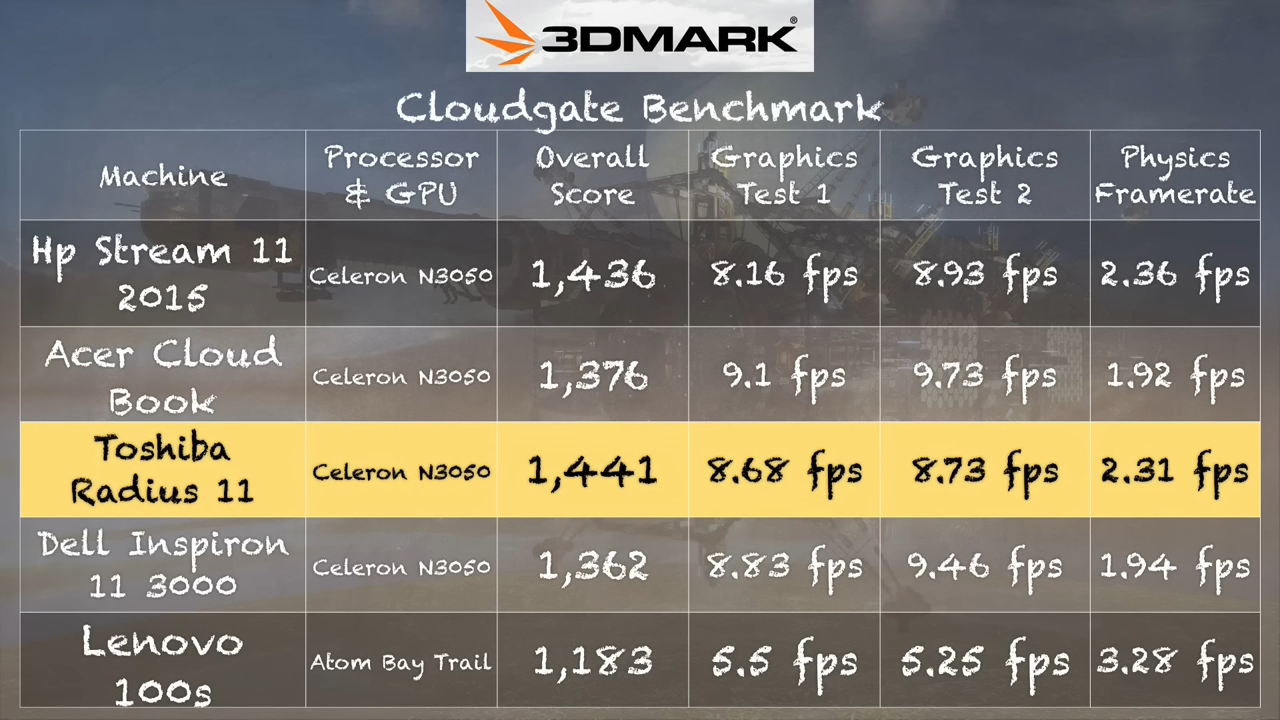 3DMARK®
Cloudgate Benchmark
Machine
Processor
& GPU
Overall
Score
Graphics
Test 1
Graphics
Test 2
Physics
Framerate
Hp Stream 11
2015
Celeron N3050
1,436
8.16 fps
8.93 fps
2.36 fps
Acer Cloud
Book
Celeron N3050
1,376
9.1 fps
9.73 fps
1.92 fps
Toshiba
Radius 11
Celeron N3050
1,441
8.68 fps
8.73 fps
2.31 fps
Dell Inspiron
11 3000
Celeron N3050
1,362
8.83 fps
9.46 fps
1.94 fps
Lenovo
100s
Atom Bay Trail
1,183
5.5 fps
5.25 fps
3.28 fps